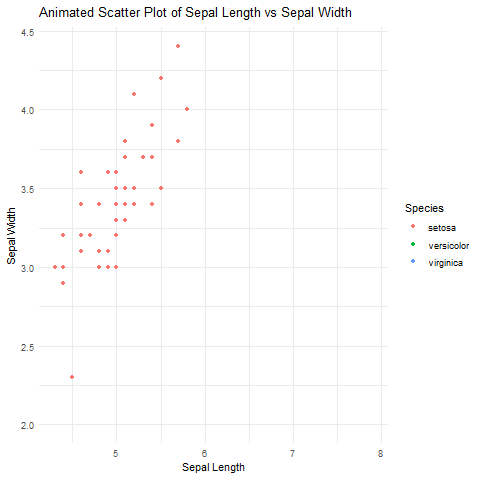 Animated Scatter Plot of Sepal Length vs Sepal Width
4.5
4.0
3.5
3.0
2.5
2.0
Sepal Width
5 6 7 8
Sepal Length
Species
setosa
versicolor
virginica